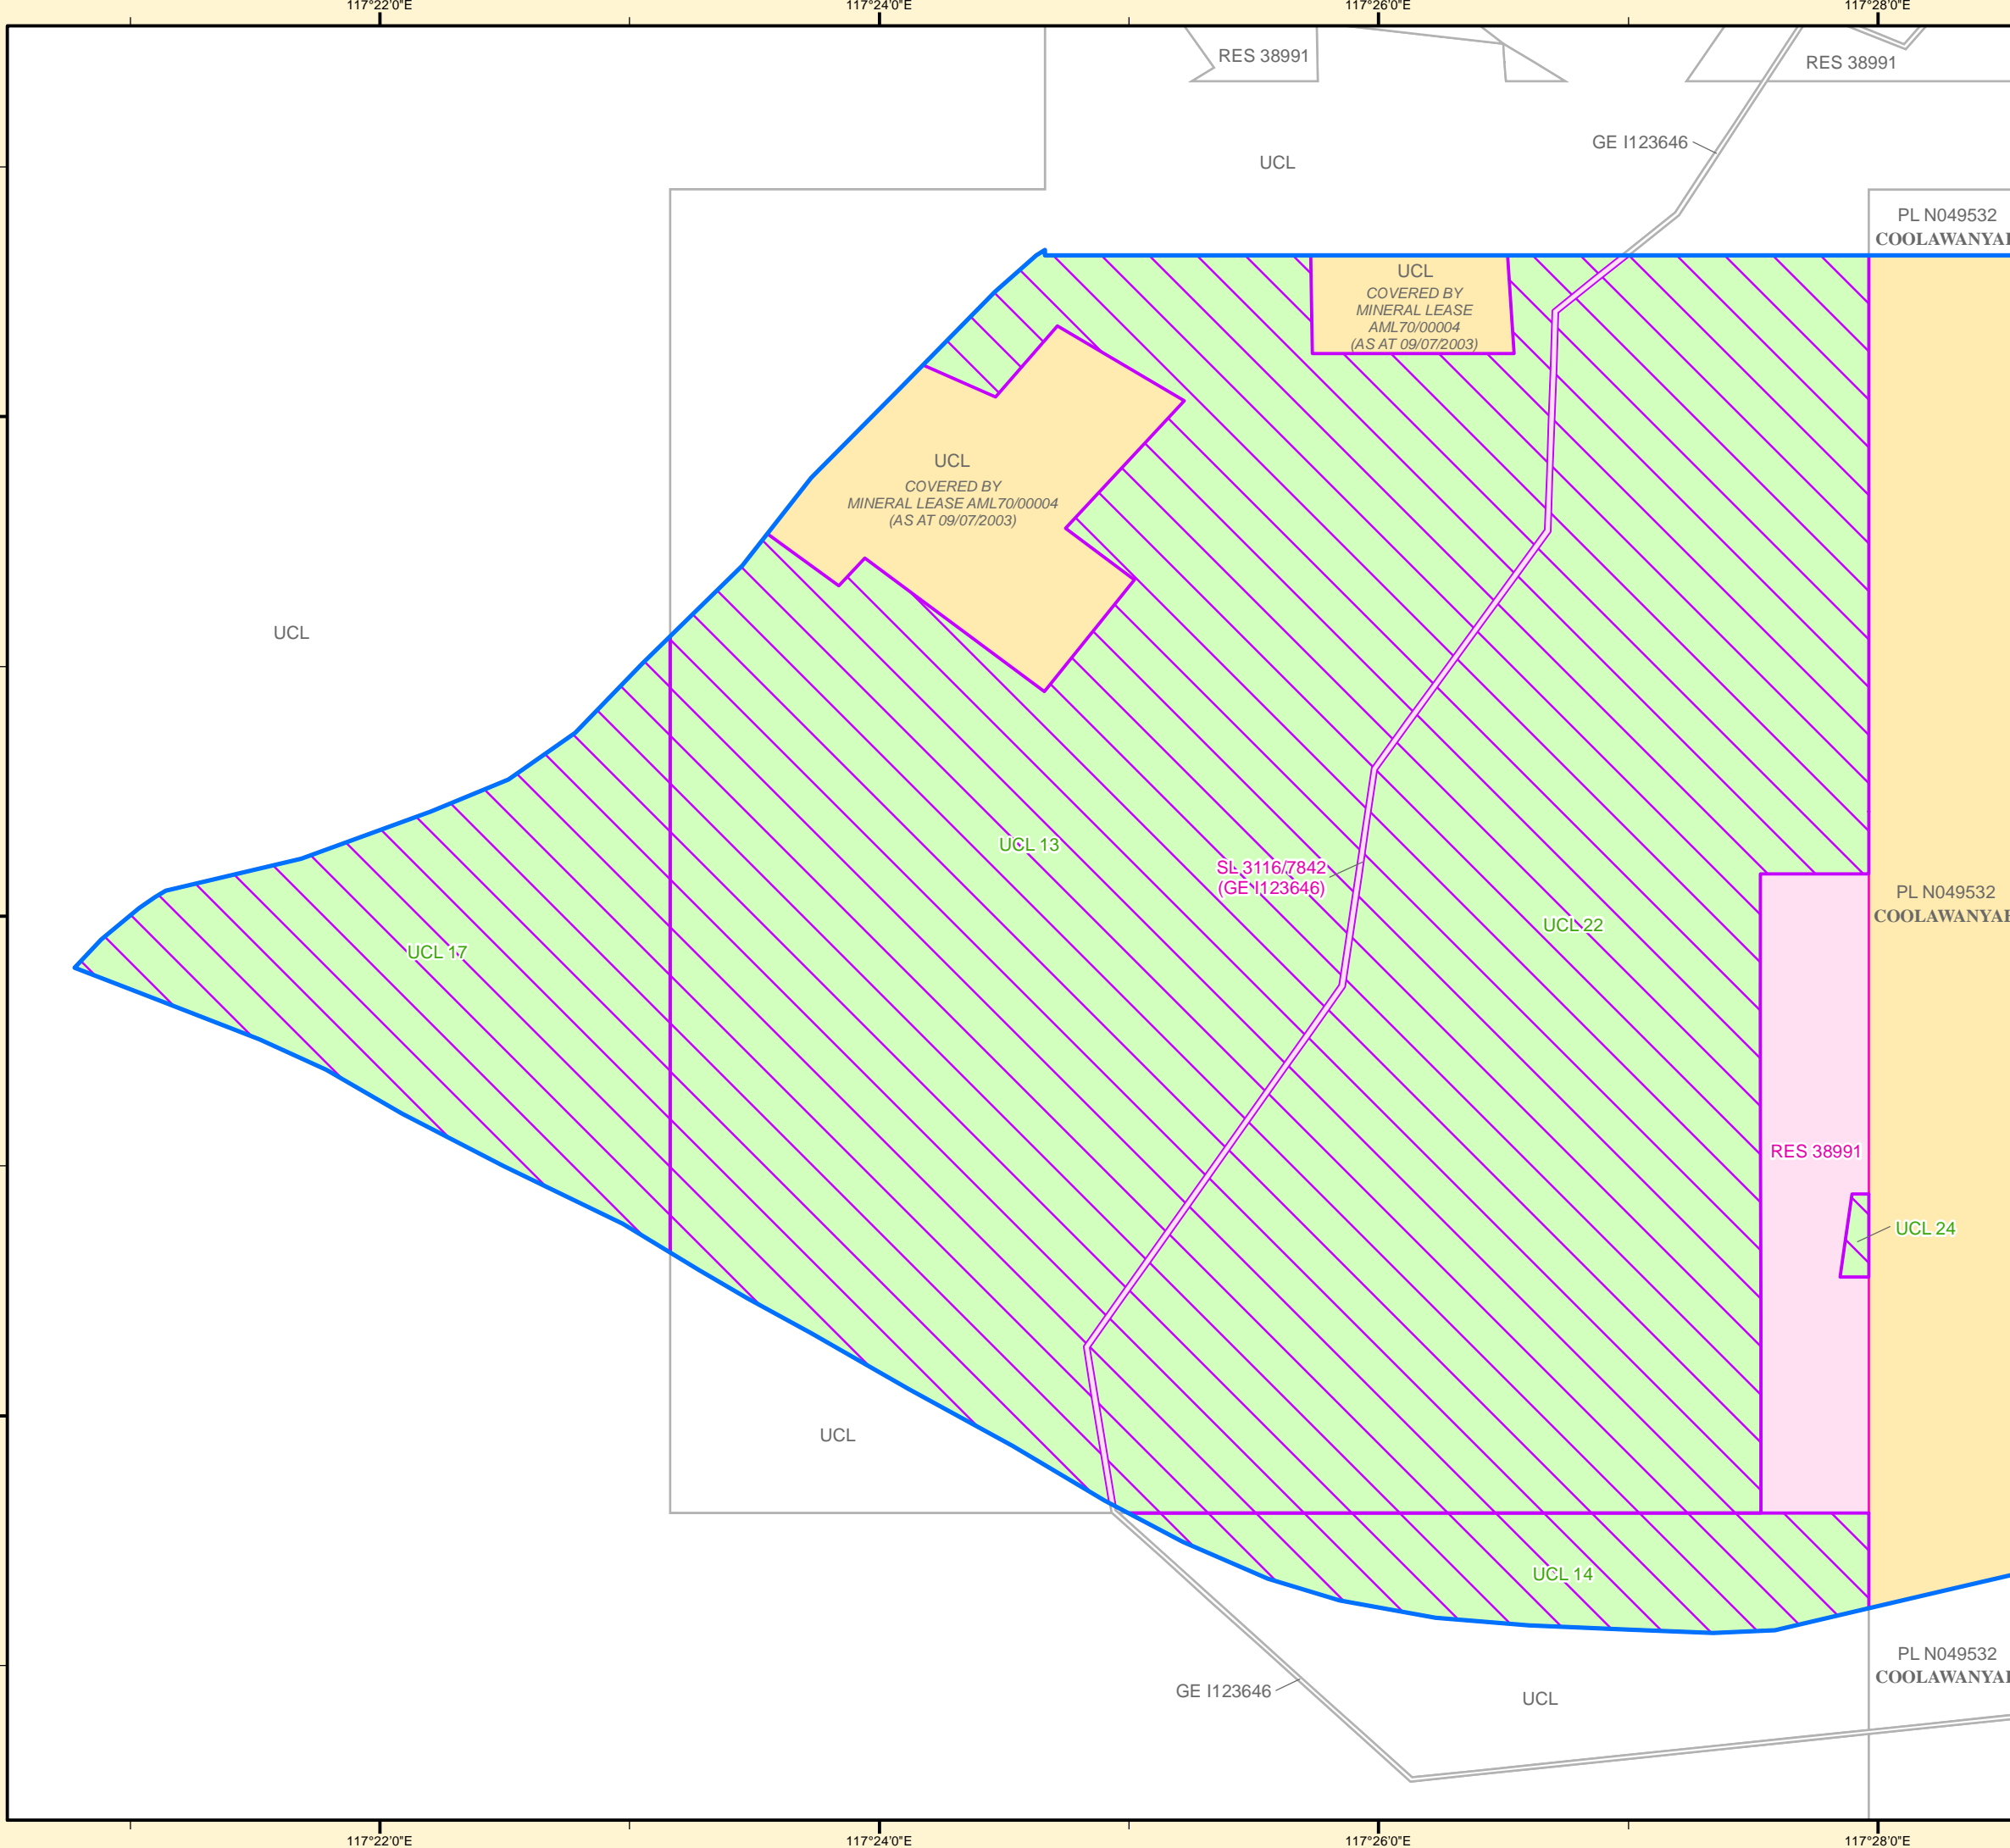 117°22'0"E
117°24'0"E
117°26'0"E
117°28'0"E
RES 38991
RES 38991
GE I123646
UCL
PL N049532
COOLAWANYAH
UCL
COVERED BY
MINERAL LEASE
AML70/00004
(AS AT 09/07/2003)
UCL
COVERED BY
MINERAL LEASE AML70/00004
(AS AT 09/07/2003)
UCL
UCL 13
SL 3116/7842
(GE I123646)
PL N049532
COOLAWANYAH
UCL 22
UCL 17
RES 38991
UCL 24
UCL
UCL 14
PL N049532
COOLAWANYAH
GE I123646
UCL
117°22'0"E
117°24'0"E
117°26'0"E
117°28'0"E